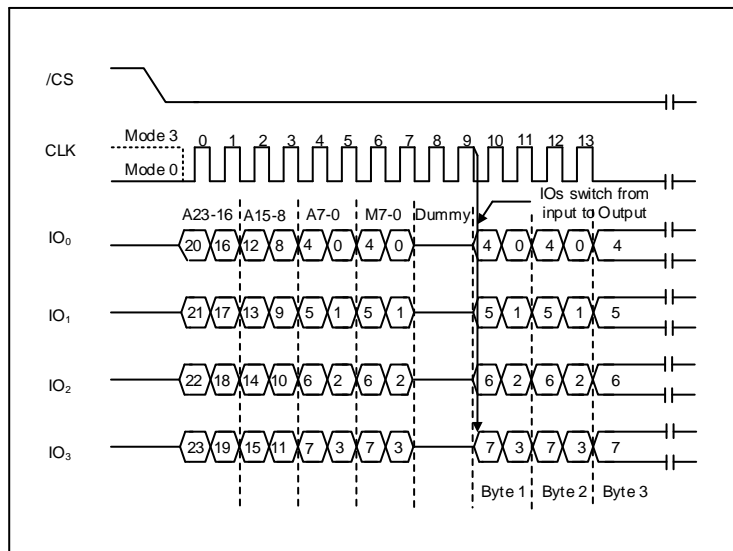 /CS
Mode 3
0 1 2 3 4 5 6 7 8 9 10 11 12 13
CLK
Mode 0
IOs switch from
input to Output
A23-16 A15-8 A7-0 M7-0 Dummy
IO0 20 16 12 8 4 0 4 0 4 0 4 0 4
IO1 21 17 13 9 5 1 5 1 5 1 5 1 5
IO2 22 18 14 10 6 2 6 2 6 2 6 2 6
IO3 23 19 15 11 7 3 7 3 7 3 7 3 7
Byte 1 Byte 2 Byte 3